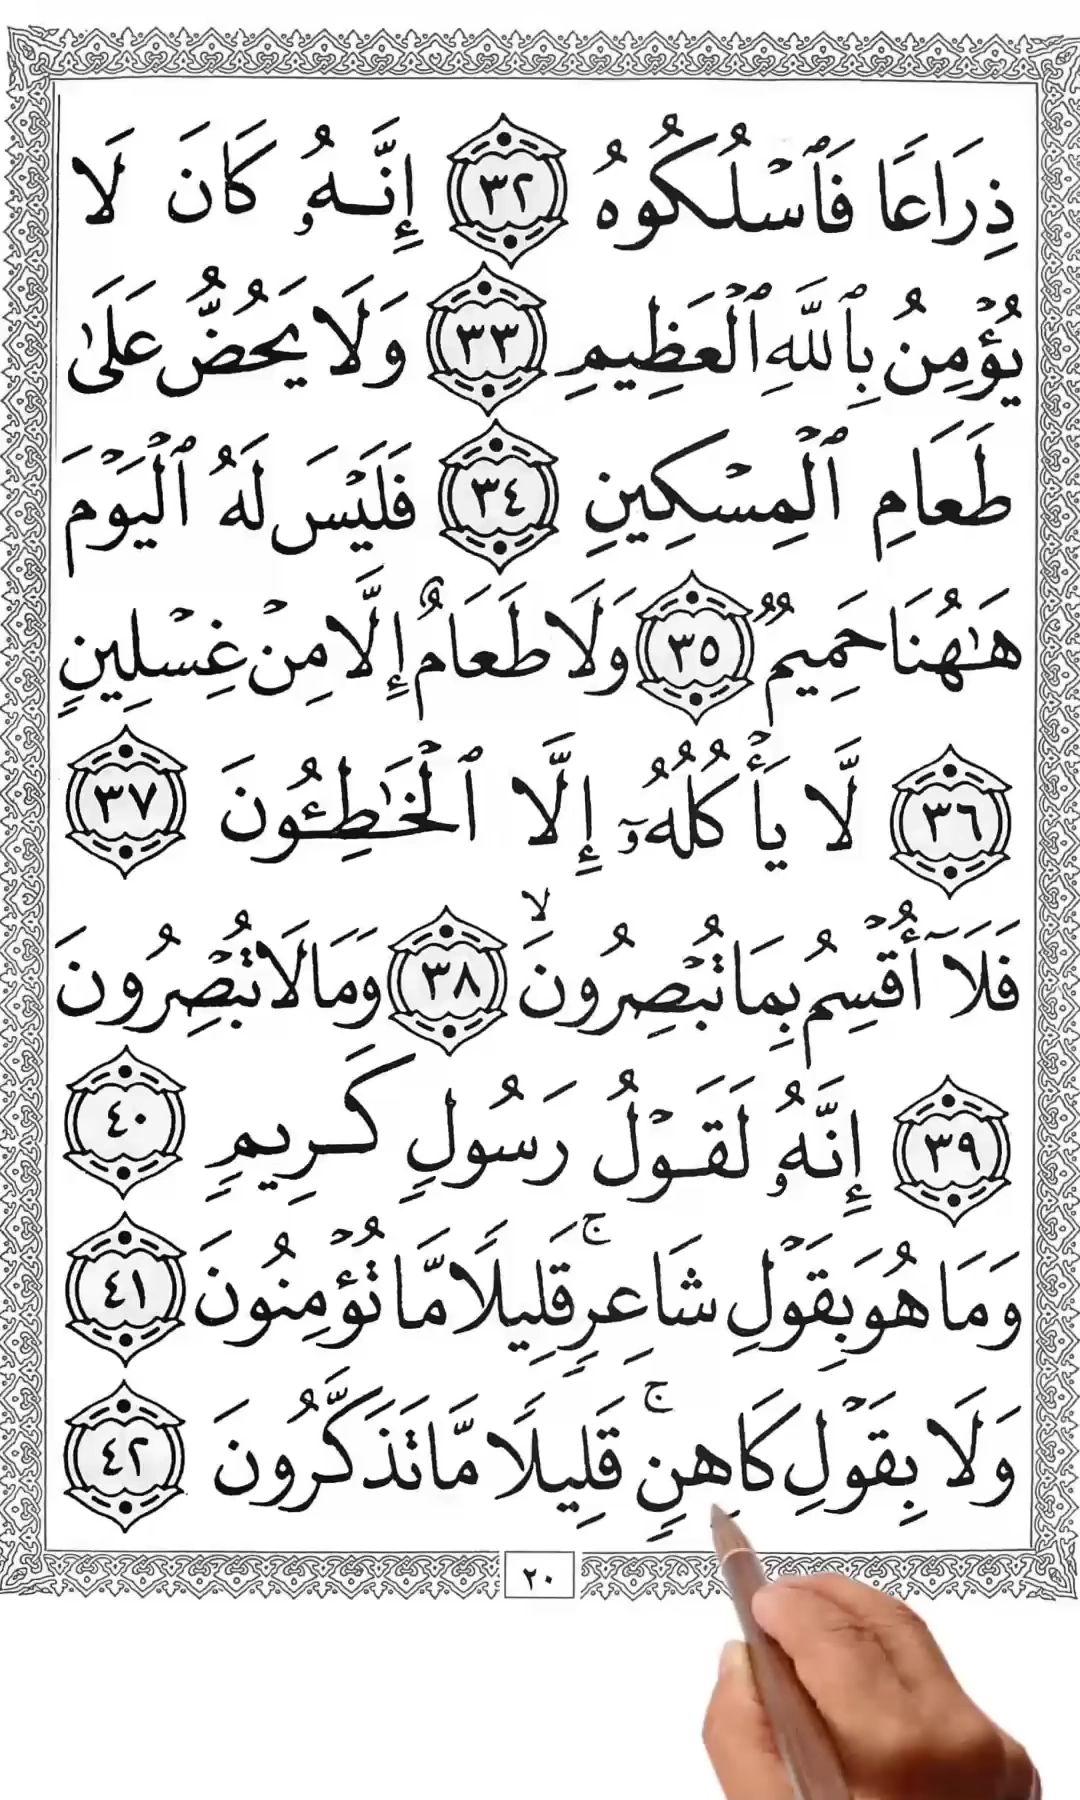 ذِرَاعًا فَٱسۡلُكُوهُ ٣٢ إِنَّهُۥ كَانَ لَا
يُؤۡمِنُ بِٱللَّهِ ٱلۡعَظِيمِ ٣٣ وَلَا يَحُضُّ عَلَىٰ
طَعَامِ ٱلۡمِسۡكِينِ ٣٤ فَلَيۡسَ لَهُ ٱلۡيَوۡمَ
هَٰهُنَا حَمِيمٞ ٣٥ وَلَا طَعَامٌ إِلَّا مِنۡ غِسۡلِينٖ
٣٦ لَّا يَأۡكُلُهُۥٓ إِلَّا ٱلۡخَٰطِـُٔونَ ٣٧
فَلَآ أُقۡسِمُ بِمَا تُبۡصِرُونَ ۙ ٣٨ وَمَا لَا تُبۡصِرُونَ
٣٩ إِنَّهُۥ لَقَوۡلُ رَسُولٖ كَرِيمٖ ٤٠
وَمَا هُوَ بِقَوۡلِ شَاعِرٖۚ قَلِيلٗا مَّا تُؤۡمِنُونَ ٤١
وَلَا بِقَوۡلِ كَاهِنٖۚ قَلِيلٗا مَّا تَذَكَّرُونَ ٤٢
٢٠